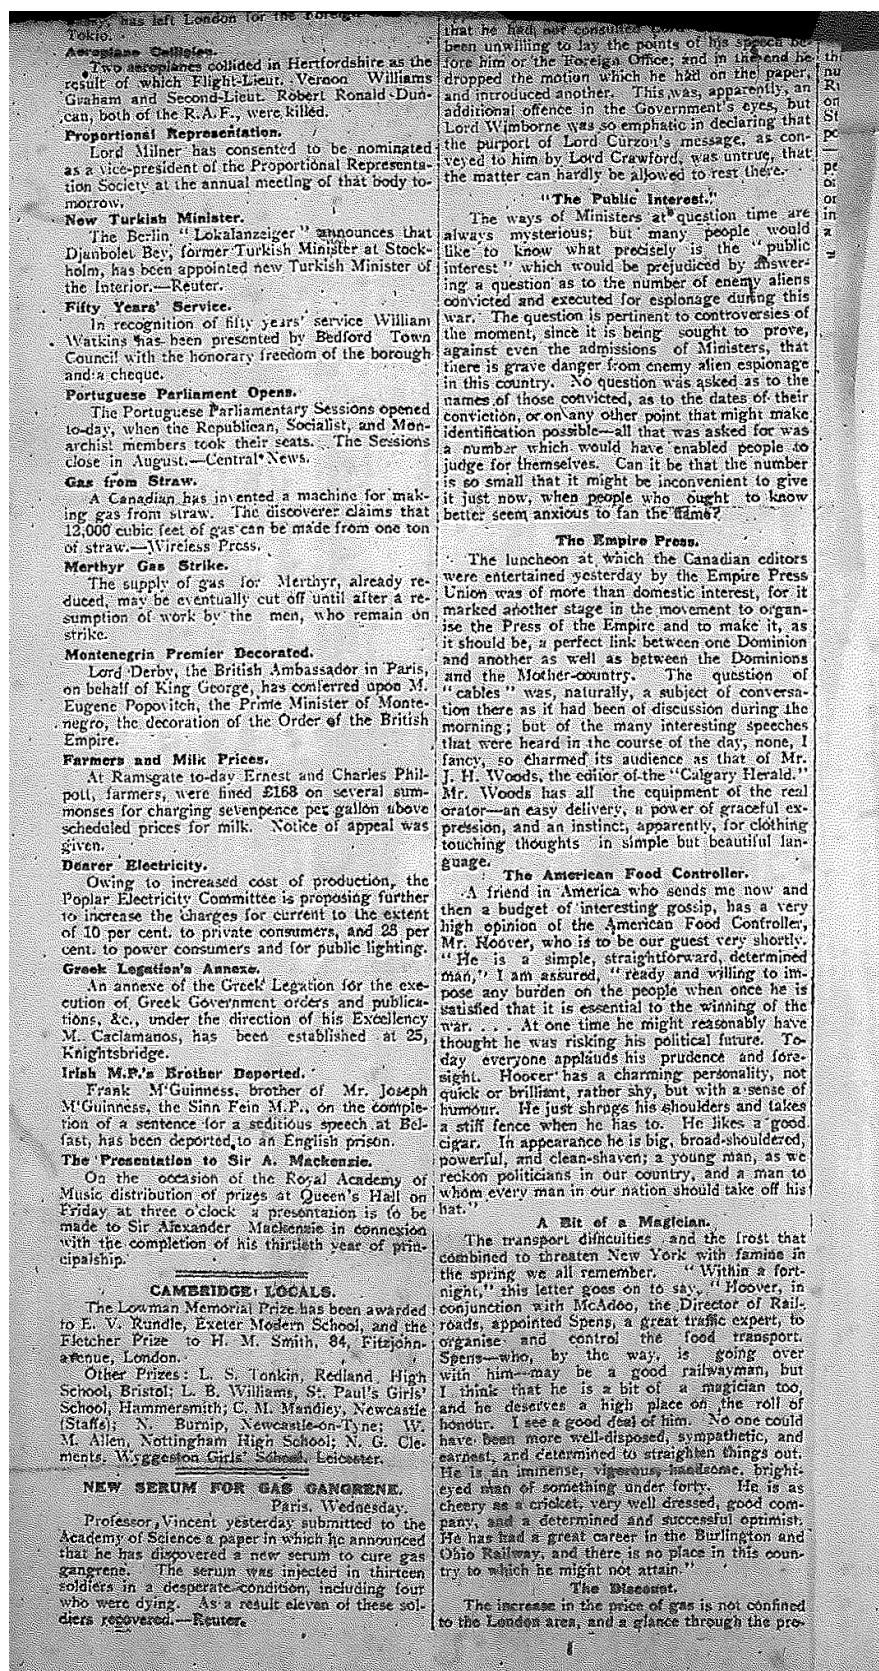 has left London for the Foreign
Tokio.
Aeroplane Collision.
Two aeroplanes collided in Hertfordshire as the
result of which Flight-Lieut. Vernon Williams
Graham and Second-Lieut. Robert Ronald Dun-
can, both of the R.A.F., were killed.
Proportional Representation.
Lord Milner has consented to be nominated
as a vice-president of the Proportional Representa-
tion Society at the annual meeting of that body to-
morrow.
New Turkish Minister.
The Berlin "Lokalanzeiger" announces that
Djanbolet Bey, former Turkish Minister at Stock-
holm, has been appointed new Turkish Minister of
the Interior.—Reuter.
Fifty Years' Service.
In recognition of fifty years' service William
Watkins has been presented by Bedford Town
Council with the honorary freedom of the borough
and a cheque.
Portuguese Parliament Opens.
The Portuguese Parliamentary Sessions opened
to-day, when the Republican, Socialist, and Mon-
archist members took their seats. The Sessions
close in August.—Central News.
Gas from Straw.
A Canadian has invented a machine for mak-
ing gas from straw. The discoverer claims that
12,000 cubic feet of gas can be made from one ton
of straw.—Wireless Press.
Merthyr Gas Strike.
The supply of gas for Merthyr, already re-
duced, may be eventually cut off until after a re-
sumption of work by the men, who remain on
strike.
Montenegrin Premier Decorated.
Lord Derby, the British Ambassador in Paris,
on behalf of King George, has conferred upon M.
Eugene Popovitch, the Prime Minister of Monte-
negro, the decoration of the Order of the British
Empire.
Farmers and Milk Prices.
At Ramsgate to-day Ernest and Charles Phil-
pott, farmers, were fined £168 on several sum-
monses for charging sevenpence per gallon above
scheduled prices for milk. Notice of appeal was
given.
Dearer Electricity.
Owing to increased cost of production, the
Poplar Electricity Committee is proposing further
to increase the charges for current to the extent
of 10 per cent. to private consumers, and 25 per
cent. to power consumers and for public lighting.
Greek Legation's Annexe.
An annexe of the Greek Legation for the exe-
cution of Greek Government orders and publica-
tions, &c., under the direction of his Excellency
M. Caclamanos, has been established at 25,
Knightsbridge.
Irish M.P.'s Brother Deported.
Frank M'Guinness, brother of Mr. Joseph
M'Guinness, the Sinn Fein M.P., on the comple-
tion of a sentence for a seditious speech at Bel-
fast, has been deported to an English prison.
The Presentation to Sir A. Mackenzie.
On the occasion of the Royal Academy of
Music distribution of prizes at Queen's Hall on
Friday at three o'clock a presentation is to be
made to Sir Alexander Mackenzie in connexion
with the completion of his thirtieth year of prin-
cipalship.
CAMBRIDGE LOCALS.
The Lowman Memorial Prize has been awarded
to E. V. Rundle, Exeter Modern School, and the
Fletcher Prize to H. M. Smith, 84, Fitzjohn-
avenue, London.
Other Prizes: L. S. Tonkin, Redland High
School, Bristol; L. B. Williams, St. Paul's Girls'
School, Hammersmith; C. M. Mandley, Newcastle
(Staffs); N. Burnip, Newcastle-on-Tyne; W.
M. Allen, Nottingham High School; N. G. Cle-
ments, Wyggeston Girls' School, Leicester.
NEW SERUM FOR GAS GANGRENE.
Paris, Wednesday.
Professor Vincent yesterday submitted to the
Academy of Science a paper in which he announced
that he has discovered a new serum to cure gas
gangrene. The serum was injected in thirteen
soldiers in a desperate condition, including four
who were dying. As a result eleven of these sol-
diers recovered.—Reuter.
that he had not consulted
been unwilling to lay the points of his speech be-
fore him or the Foreign Office; and in the end he
dropped the motion which he had on the paper,
and introduced another. This was, apparently, an
additional offence in the Government's eyes, but
Lord Wimborne was so emphatic in declaring that
the purport of Lord Curzon's message, as con-
veyed to him by Lord Crawford, was untrue, that
the matter can hardly be allowed to rest there.
"The Public Interest."
The ways of Ministers at question time are
always mysterious; but many people would
like to know what precisely is the "public
interest" which would be prejudiced by answer-
ing a question as to the number of enemy aliens
convicted and executed for espionage during this
war. The question is pertinent to controversies of
the moment, since it is being sought to prove,
against even the admissions of Ministers, that
there is grave danger from enemy alien espionage
in this country. No question was asked as to the
names of those convicted, as to the dates of their
conviction, or on any other point that might make
identification possible—all that was asked for was
a number which would have enabled people to
judge for themselves. Can it be that the number
is so small that it might be inconvenient to give
it just now, when people who ought to know
better seem anxious to fan the flame?
The Empire Press.
The luncheon at which the Canadian editors
were entertained yesterday by the Empire Press
Union was of more than domestic interest, for it
marked another stage in the movement to organ-
ise the Press of the Empire and to make it, as
it should be, a perfect link between one Dominion
and another as well as between the Dominions
and the Mother-country. The question of
"cables" was, naturally, a subject of conversa-
tion there as it had been of discussion during the
morning; but of the many interesting speeches
that were heard in the course of the day, none, I
fancy, so charmed its audience as that of Mr.
J. H. Woods, the editor of the "Calgary Herald."
Mr. Woods has all the equipment of the real
orator—an easy delivery, a power of graceful ex-
pression, and an instinct, apparently, for clothing
touching thoughts in simple but beautiful lan-
guage.
The American Food Controller.
A friend in America who sends me now and
then a budget of interesting gossip, has a very
high opinion of the American Food Controller,
Mr. Hoover, who is to be our guest very shortly.
"He is a simple, straightforward, determined
man," I am assured, "ready and willing to im-
pose any burden on the people when once he is
satisfied that it is essential to the winning of the
war. . . . At one time he might reasonably have
thought he was risking his political future. To-
day everyone applauds his prudence and fore-
sight. Hoover has a charming personality, not
quick or brilliant, rather shy, but with a sense of
humour. He just shrugs his shoulders and takes
a stiff fence when he has to. He likes a good
cigar. In appearance he is big, broad-shouldered,
powerful, and clean-shaven; a young man, as we
reckon politicians in our country, and a man to
whom every man in our nation should take off his
hat."
A Bit of a Magician.
The transport difficulties and the frost that
combined to threaten New York with famine in
the spring we all remember. "Within a fort-
night," this letter goes on to say, "Hoover, in
conjunction with McAdoo, the Director of Rail-
roads, appointed Spens, a great traffic expert, to
organise and control the food transport.
Spens—who, by the way, is going over
with him—may be a good railwayman, but
I think that he is a bit of a magician too,
and he deserves a high place on the roll of
honour. I see a good deal of him. No one could
have been more well-disposed, sympathetic, and
earnest, and determined to straighten things out.
He is an immense, vigorous, handsome, bright-
eyed man of something under forty. He is as
cheery as a cricket, very well dressed, good com-
pany, and a determined and successful optimist.
He has had a great career in the Burlington and
Ohio Railway, and there is no place in this coun-
try to which he might not attain."
The Discount.
The increase in the price of gas is not confined
to the London area, and a glance through the pro-